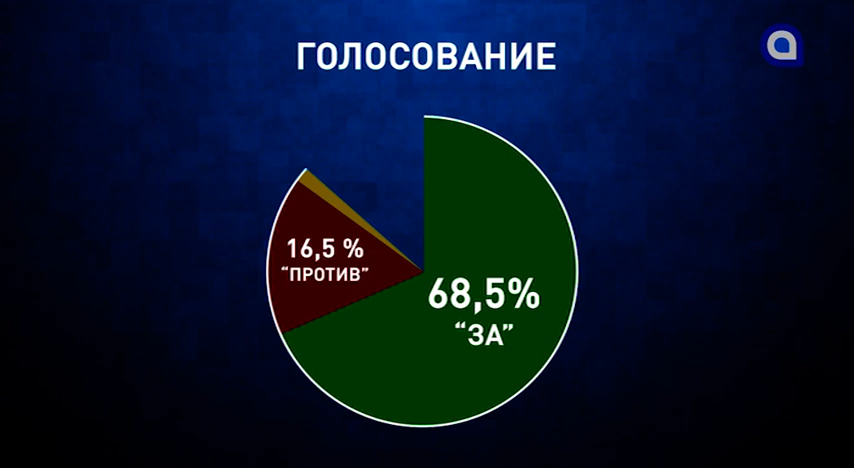 ГОЛОСОВАНИЕ
16,5 %
“ПРОТИВ”
68,5%
“ЗА”